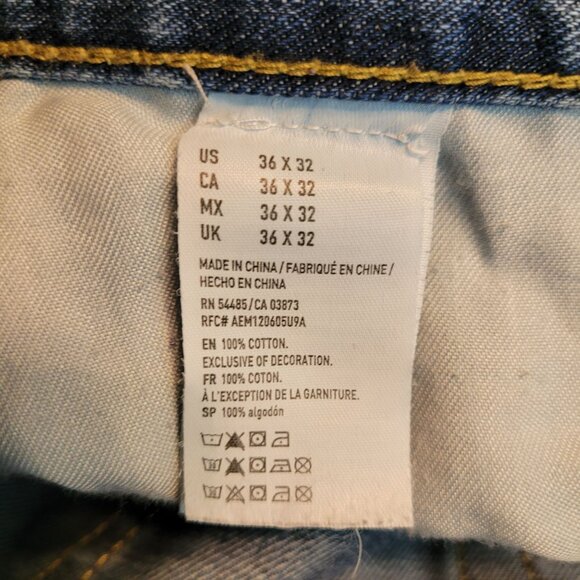 US 36 X 32
CA 36 X 32
MX 36 X 32
UK 36 X 32
MADE IN CHINA / FABRIQUÉ EN CHINE /
HECHO EN CHINA
RN 54485/CA 03873
RFC# AEM120605U9A
EN 100% COTTON.
EXCLUSIVE OF DECORATION.
FR 100% COTON.
À L'EXCEPTION DE LA GARNITURE.
SP 100% algodón